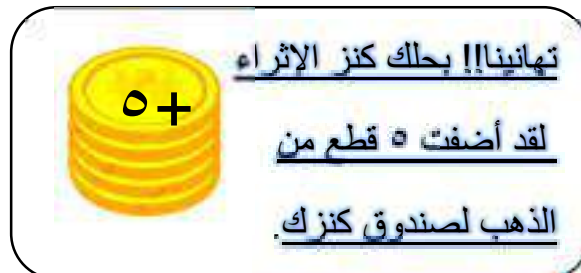 تهانينا!! بحلك كنز الإثراء
لقد أضفت ٥ قطع من
الذهب لصندوق كنزك.
٥+